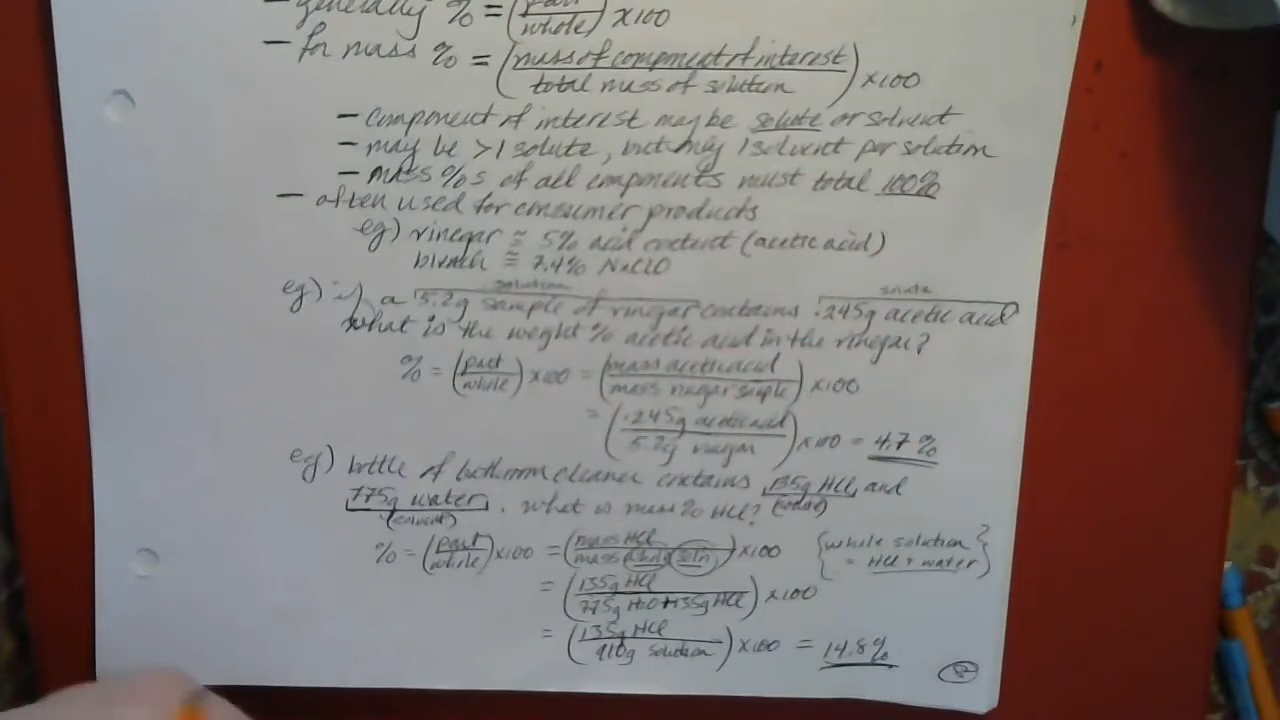 - generally % = (part/whole) x100
- for mass % = (mass of component of interest/total mass of solution) x100
- component of interest may be solute or solvent
- may be >1 solute, but only 1 solvent per solution
- mass %s of all components must total 100%
- often used for consumer products
eg) vinegar ≅ 5% acid content (acetic acid)
bleach ≅ 7.4% NaClO
solution solute
eg) if a 5.2g sample of vinegar contains .245g acetic acid
what is the weight % acetic acid in the vinegar?
% = (part/whole) x100 = (mass acetic acid/mass vinegar sample) x100
= (.245g acetic acid/5.2g vinegar) x100 = 4.7%
eg) bottle of bathroom cleaner contains 135g HCl and
775g water. What is mass % HCl? (solute)
(solvent)
% = (part/whole) x100 = (mass HCl/mass soln) x100 {whole solution = HCl + water}
= (135g HCl/775g H2O + 135g HCl) x100
= (135g HCl/910g solution) x100 = 14.8%